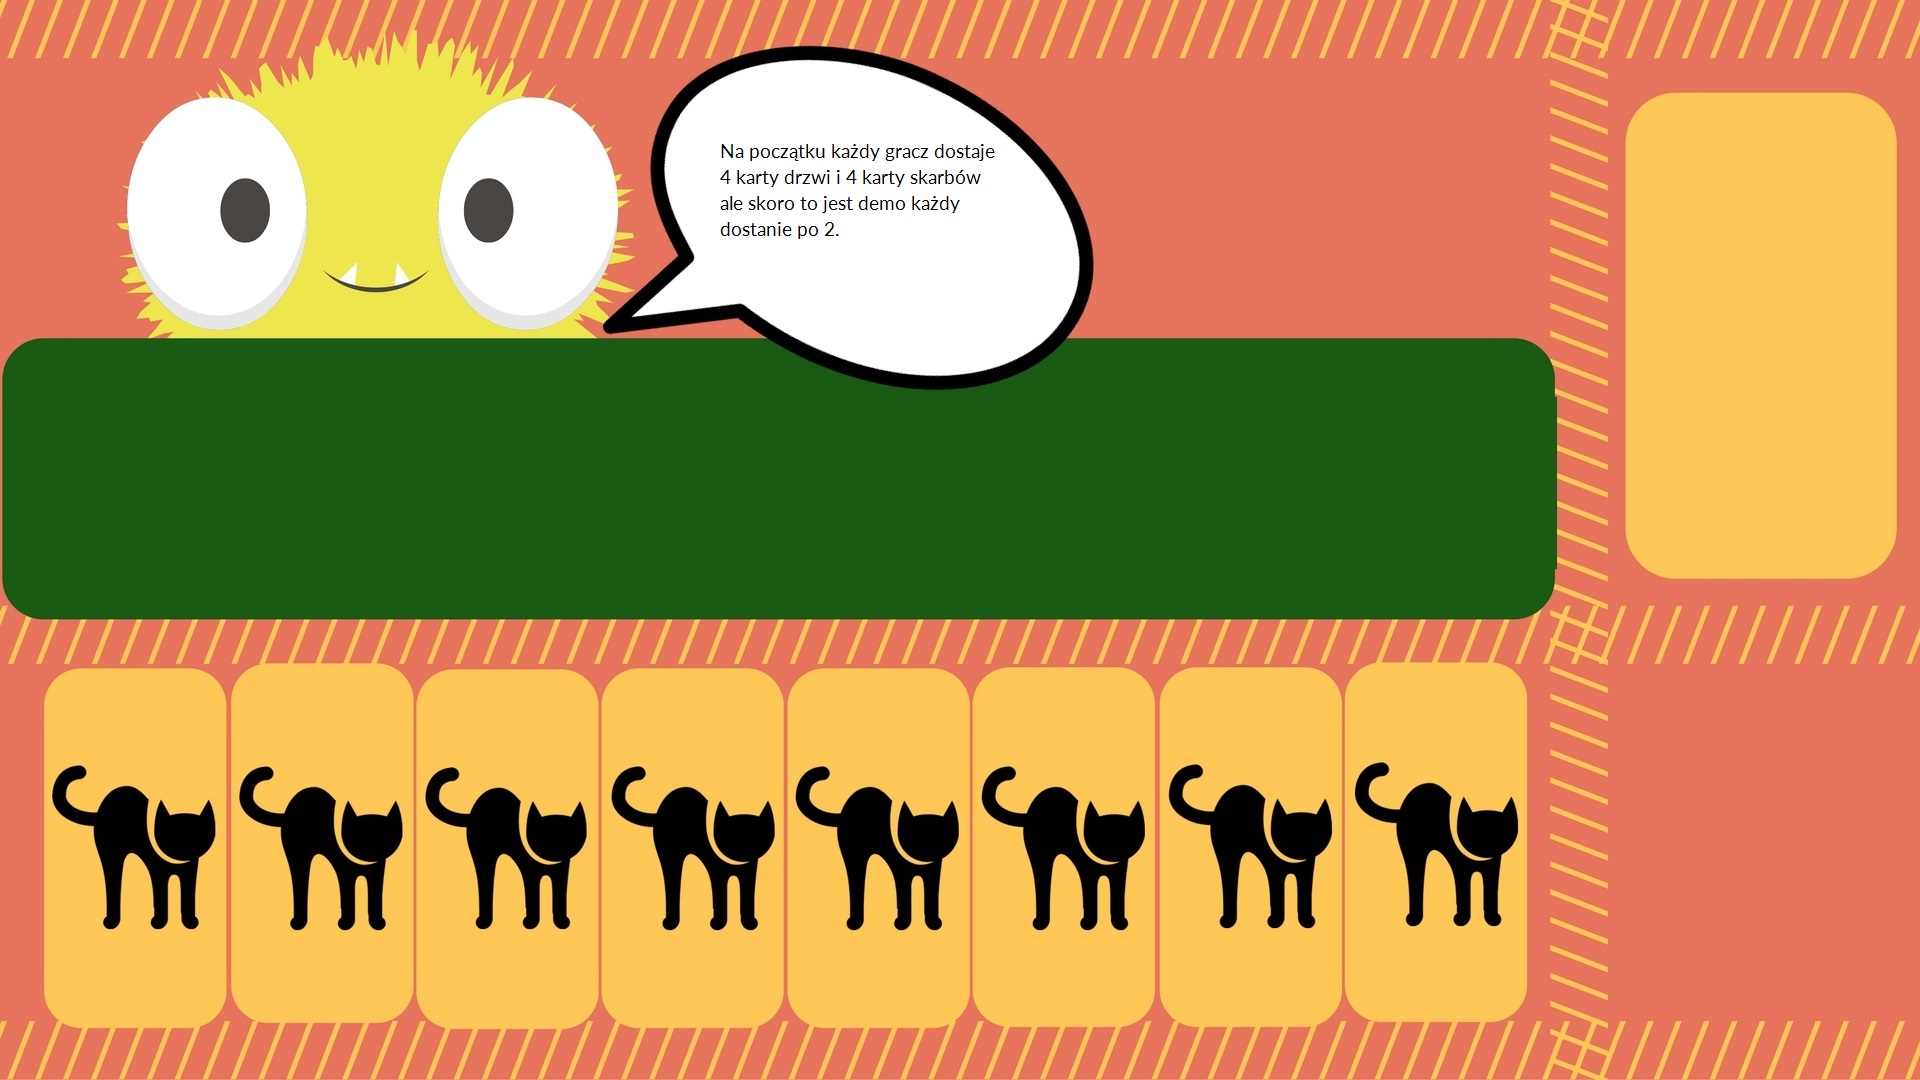 Na początku każdy gracz dostaje
4 karty drzwi i 4 karty skarbów
ale skoro to jest demo każdy
dostanie po 2.